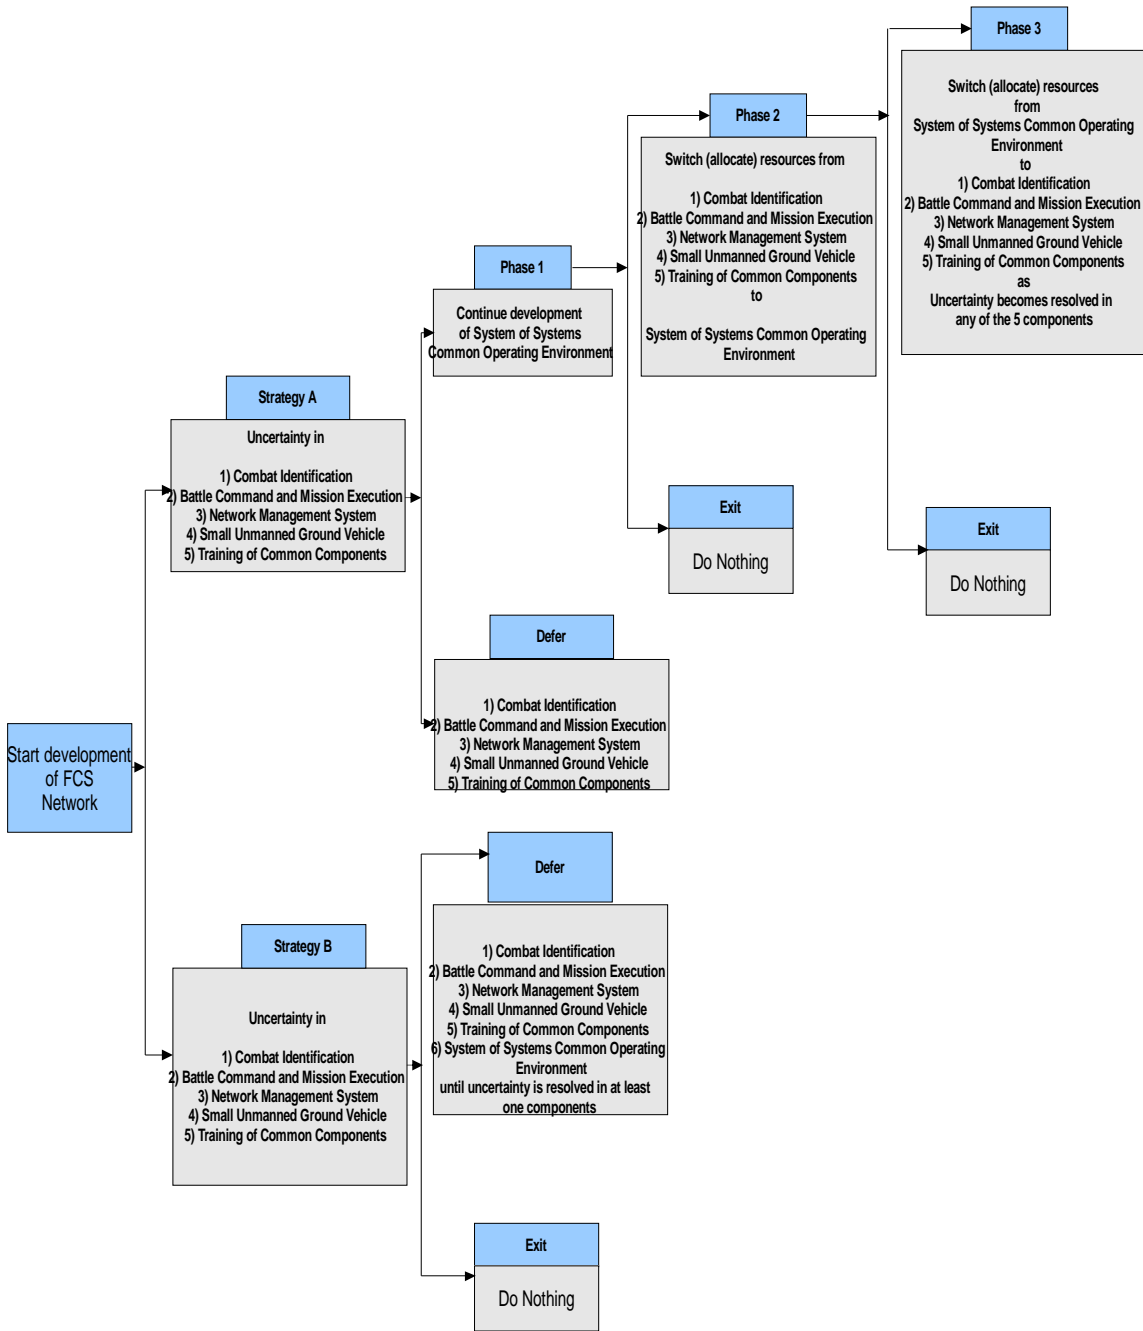 Phase 3
Switch (allocate) resources
from
System of Systems Common Operating
Environment
to
1) Combat Identification
2) Battle Command and Mission Execution
3) Network Management System
4) Small Unmanned Ground Vehicle
5) Training of Common Components
as
Uncertainty becomes resolved in
any of the 5 components
Phase 2
Switch (allocate) resources from
1) Combat Identification
2) Battle Command and Mission Execution
3) Network Management System
4) Small Unmanned Ground Vehicle
5) Training of Common Components
to
System of Systems Common Operating
Environment
Phase 1
Continue development
of System of Systems
Common Operating Environment
Strategy A
Uncertainty in
1) Combat Identification
2) Battle Command and Mission Execution
3) Network Management System
4) Small Unmanned Ground Vehicle
5) Training of Common Components
Exit
Do Nothing
Exit
Do Nothing
Defer
1) Combat Identification
2) Battle Command and Mission Execution
3) Network Management System
4) Small Unmanned Ground Vehicle
5) Training of Common Components
Start development
of FCS
Network
Defer
1) Combat Identification
2) Battle Command and Mission Execution
3) Network Management System
4) Small Unmanned Ground Vehicle
5) Training of Common Components
6) System of Systems Common Operating
Environment
until uncertainty is resolved in at least
one components
Strategy B
Uncertainty in
1) Combat Identification
2) Battle Command and Mission Execution
3) Network Management System
4) Small Unmanned Ground Vehicle
5) Training of Common Components
Exit
Do Nothing